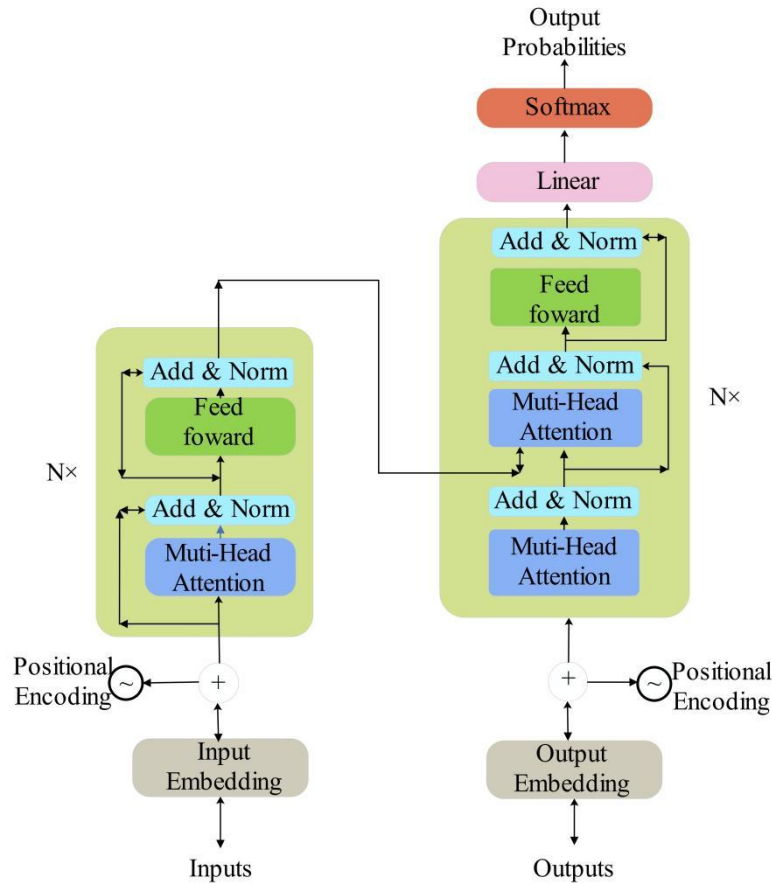 Output
Probabilities
Softmax
Linear
Add & Norm
Feed
foward
Add & Norm
Muti-Head
Attention
N×
Add & Norm
Muti-Head
Attention
Add & Norm
Feed
foward
N×
Add & Norm
Muti-Head
Attention
Positional
Encoding
~
+
+
~
Positional
Encoding
Input
Embedding
Output
Embedding
Inputs
Outputs